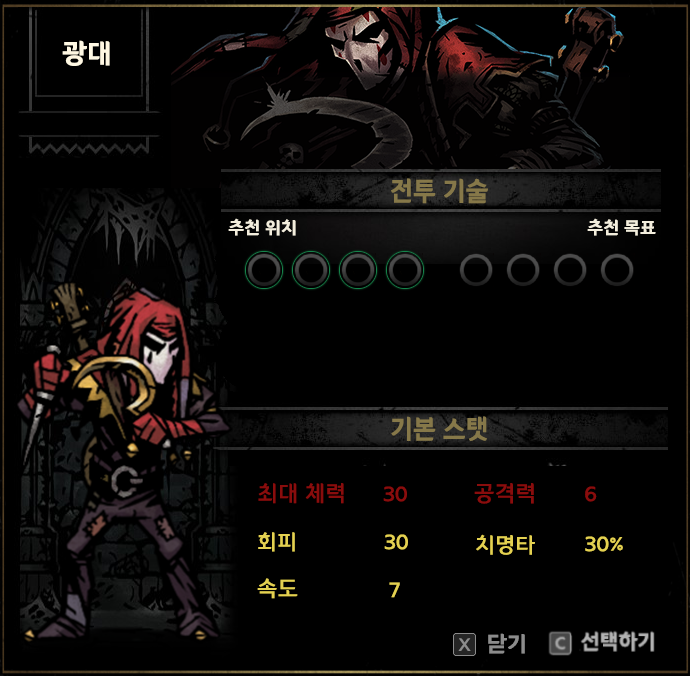 광대
전투 기술
추천 위치 추천 목표
기본 스탯
최대 체력 30 공격력 6
회피 30 치명타 30%
속도 7
X 닫기 C 선택하기